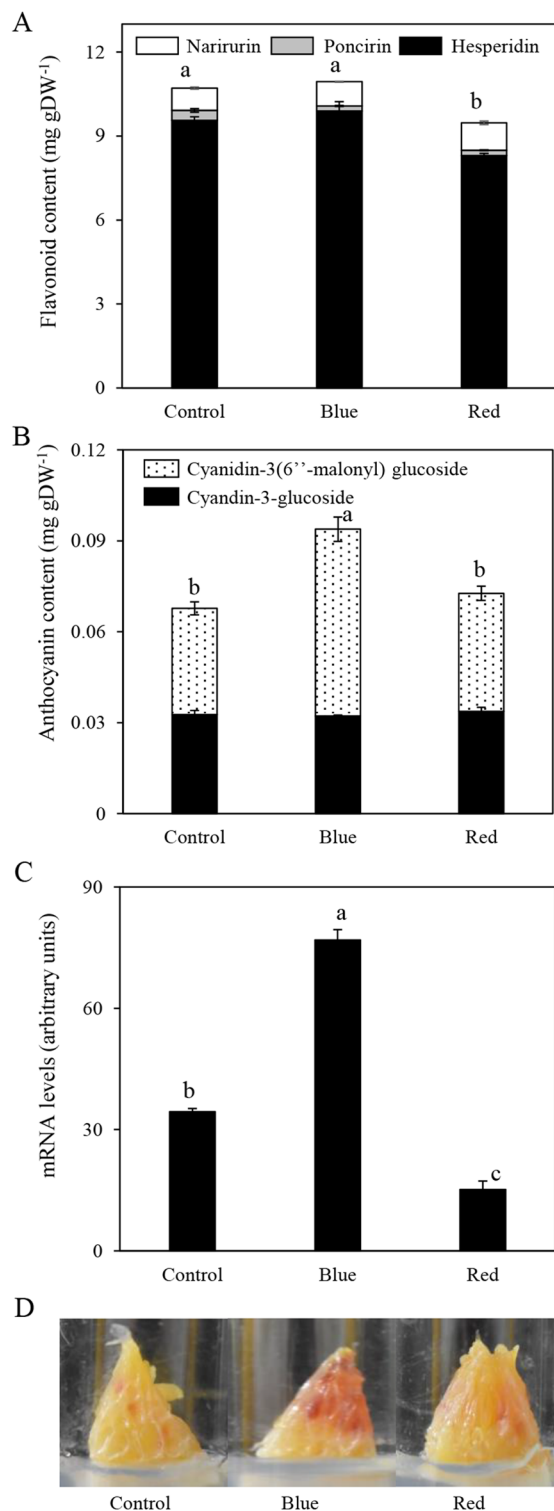 A
Narirurin Poncirin Hesperidin
12
9
6
3
0
Flavonoid content (mg gDW-1)
a
a
b
Control Blue Red
B
0.12
0.09
0.06
0.03
0
Anthocyanin content (mg gDW-1)
Cyanidin-3(6’’-malonyl) glucoside
Cyandin-3-glucoside
b
a
b
Control Blue Red
C
90
60
30
0
mRNA levels (arbitrary units)
b
a
c
Control Blue Red
D
Control Blue Red